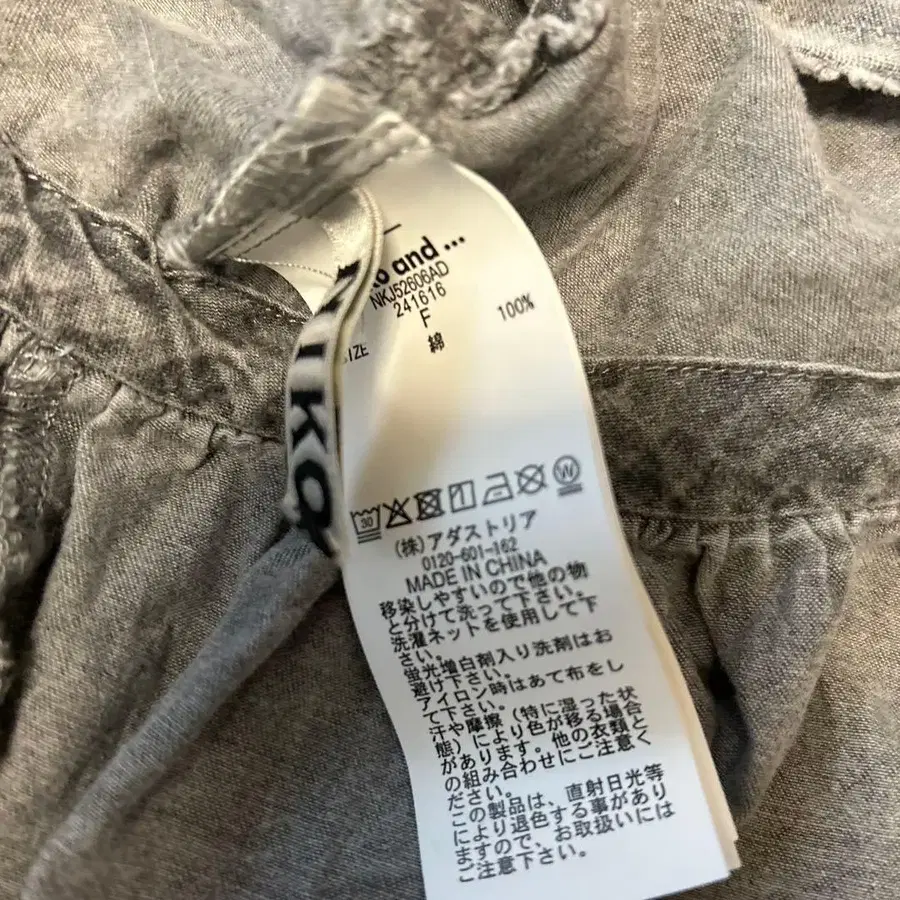 and ...
NKJ52606AD
241616
SIZE F
綿 100%
NIKO
30
W
(株)アダストリア
0120-601-162
MADE IN CHINA
移染しやすいので他の物
と分けて洗って下さい。
洗濯ネットを使用して下
さい。
蛍光増白剤入り洗剤はお
避け下さい。
アイロン時はあて布をし
て下さい。
汗や摩擦(特に湿った状
態)により色が移る場合
があります。他の衣類と
の組み合わせにご注意く
ださい。
この製品は、直射日光等
により退色する事があり
ますので、お取扱いには
ご注意下さい。